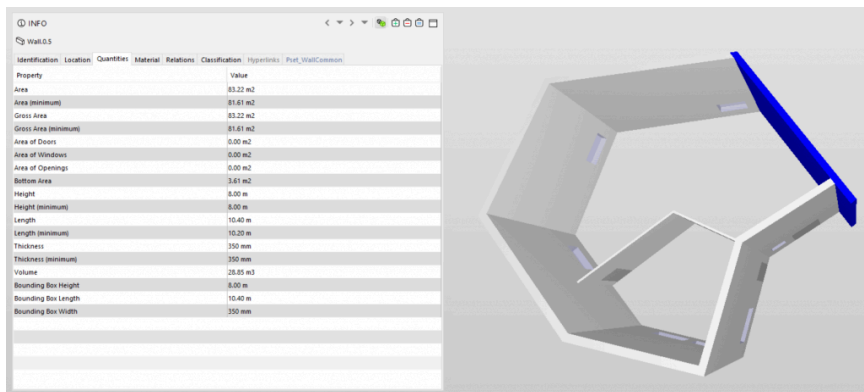 INFO
Wall.0.5
Identification Location Quantities Material Relations Classification Hyperlinks Pset_WallCommon
Property Value
Area 83.22 m2
Area (minimum) 81.61 m2
Gross Area 83.22 m2
Gross Area (minimum) 81.61 m2
Area of Doors 0.00 m2
Area of Windows 0.00 m2
Area of Openings 0.00 m2
Bottom Area 3.61 m2
Height 8.00 m
Height (minimum) 8.00 m
Length 10.40 m
Length (minimum) 10.20 m
Thickness 350 mm
Thickness (minimum) 350 mm
Volume 28.85 m3
Bounding Box Height 8.00 m
Bounding Box Length 10.40 m
Bounding Box Width 350 mm